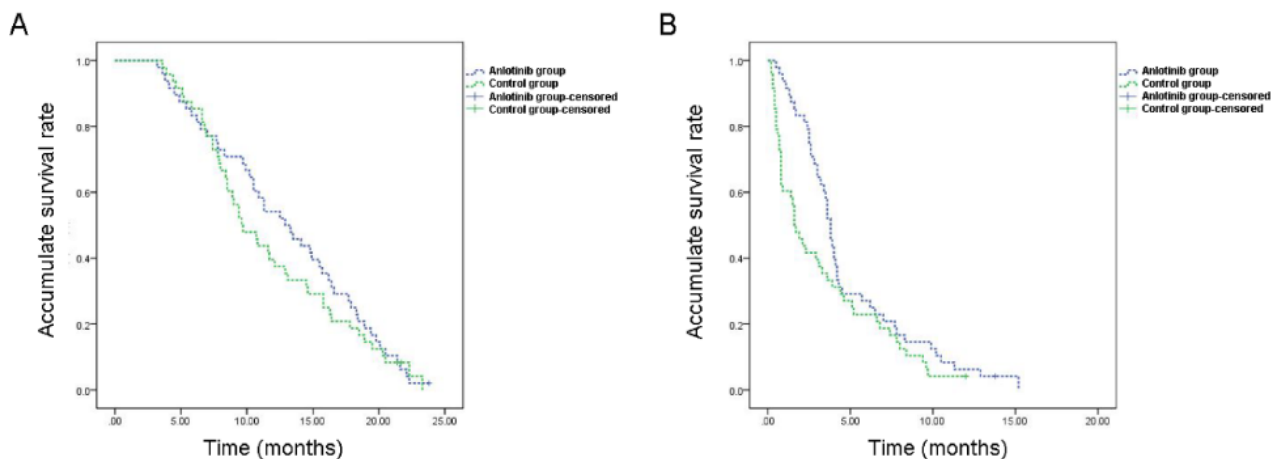 A
Accumulate survival rate
1.0
0.8
0.6
0.4
0.2
0.0
.00
5.00
10.00
15.00
20.00
25.00
Time (months)
Anlotinib group
Control group
Anlotinib group-censored
Control group-censored
B
Accumulate survival rate
1.0
0.8
0.6
0.4
0.2
0.0
.00
5.00
10.00
15.00
20.00
Time (months)
Anlotinib group
Control group
Anlotinib group-censored
Control group-censored